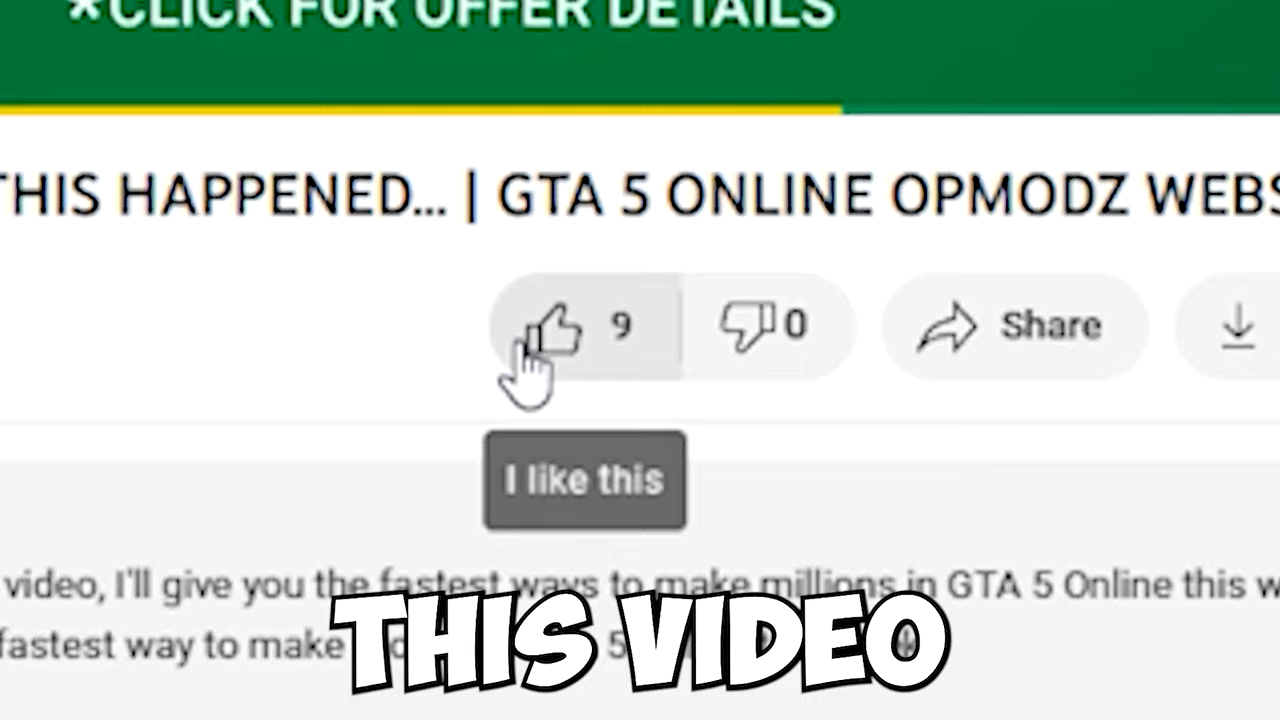 *CLICK FOR OFFER DETAILS
THIS HAPPENED... | GTA 5 ONLINE OPMODZ WEBS
9 0 Share
I like this
video, I'll give you the fastest ways to make millions in GTA 5 Online this w
fastest way to make
THIS VIDEO